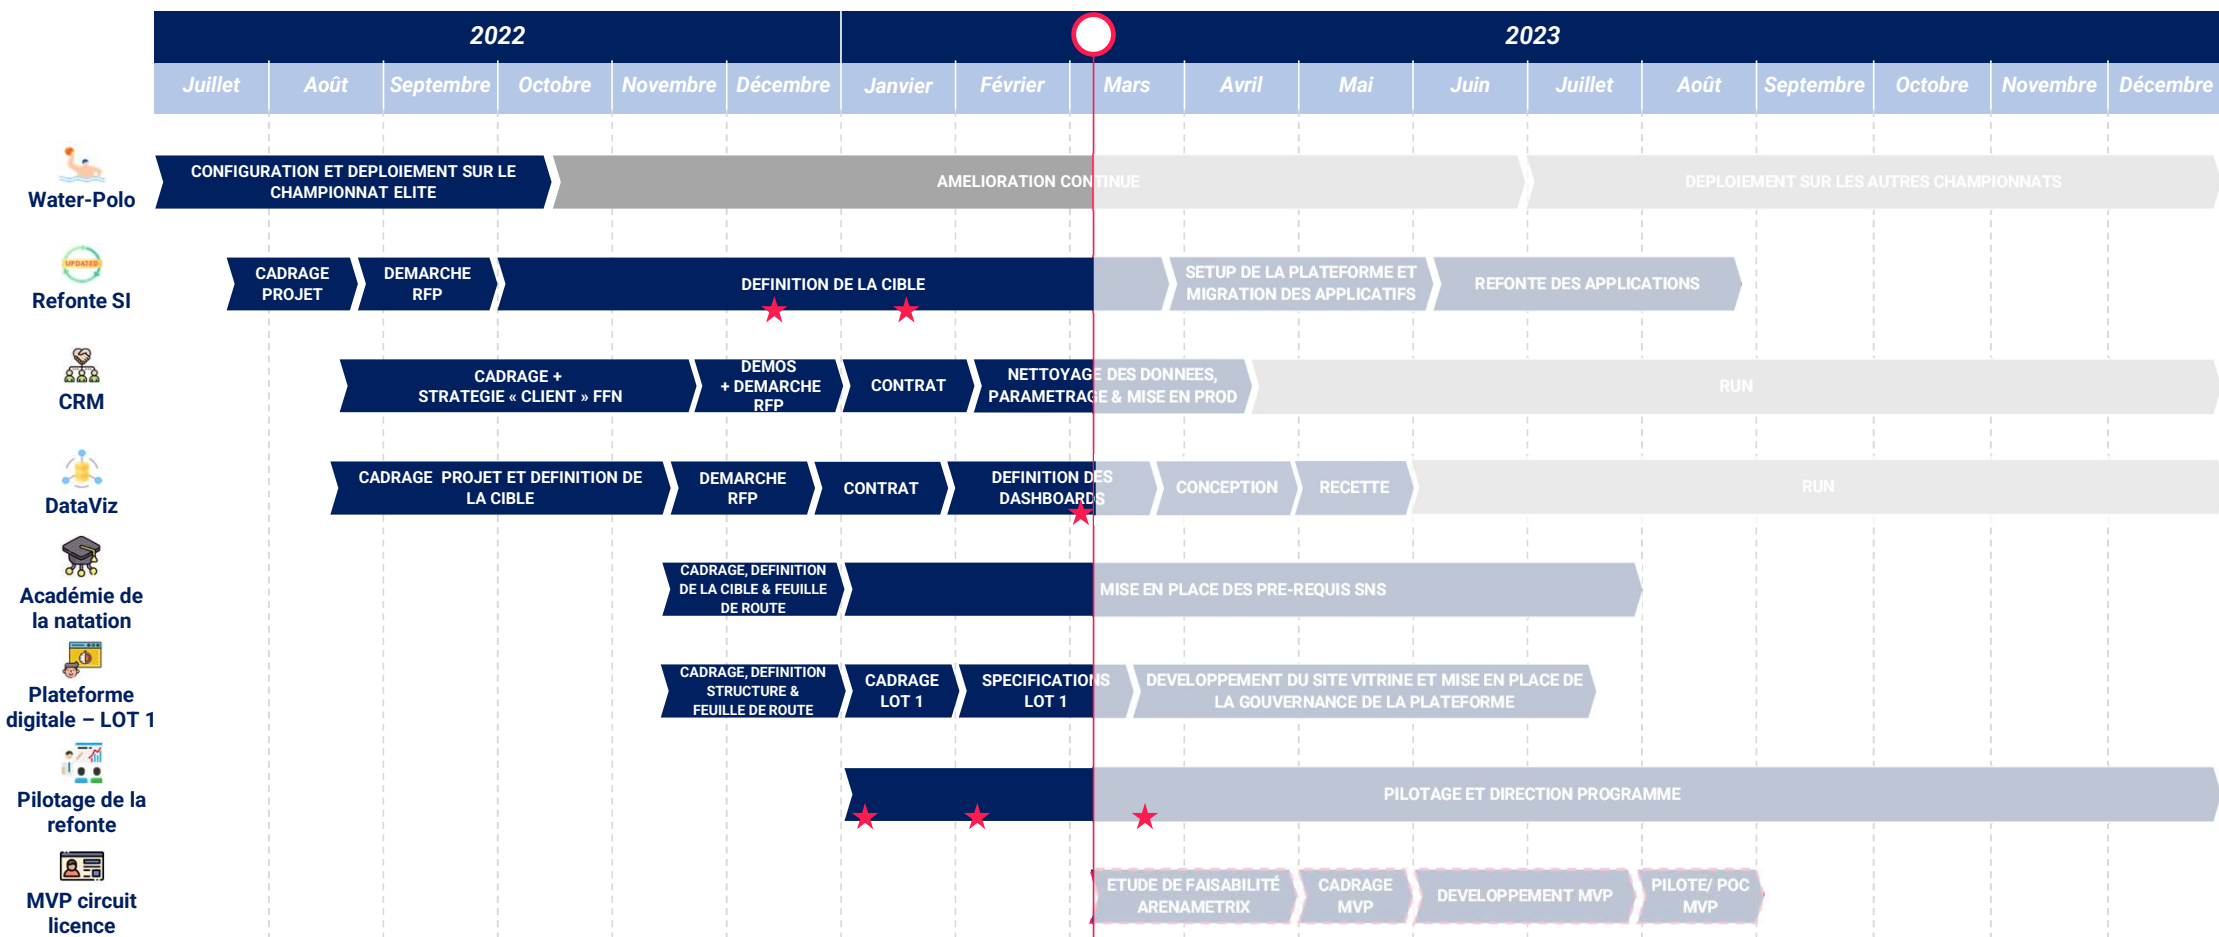 2022
2023
Juillet
Août
Septembre
Octobre
Novembre
Décembre
Janvier
Février
Mars
Avril
Mai
Juin
Juillet
Août
Septembre
Octobre
Novembre
Décembre
Water-Polo
CONFIGURATION ET DEPLOIEMENT SUR LE
CHAMPIONNAT ELITE
AMELIORATION CONTINUE
DEPLOIEMENT SUR LES AUTRES CHAMPIONNATS
UPDATED
Refonte SI
CADRAGE
PROJET
DEMARCHE
RFP
DEFINITION DE LA CIBLE
SETUP DE LA PLATEFORME ET
MIGRATION DES APPLICATIFS
REFONTE DES APPLICATIONS
CRM
CADRAGE +
STRATEGIE « CLIENT » FFN
DEMOS
+ DEMARCHE
RFP
CONTRAT
NETTOYAGE DES DONNEES,
PARAMETRAGE & MISE EN PROD
RUN
DataViz
CADRAGE PROJET ET DEFINITION DE
LA CIBLE
DEMARCHE
RFP
CONTRAT
DEFINITION DES
DASHBOARDS
CONCEPTION
RECETTE
RUN
Académie de
la natation
CADRAGE, DEFINITION
DE LA CIBLE & FEUILLE
DE ROUTE
MISE EN PLACE DES PRE-REQUIS SNS
Plateforme
digitale – LOT 1
CADRAGE, DEFINITION
STRUCTURE &
FEUILLE DE ROUTE
CADRAGE
LOT 1
SPECIFICATIONS
LOT 1
DEVELOPPEMENT DU SITE VITRINE ET MISE EN PLACE DE
LA GOUVERNANCE DE LA PLATEFORME
Pilotage de la
refonte
PILOTAGE ET DIRECTION PROGRAMME
MVP circuit
licence
ETUDE DE FAISABILITÉ
ARENAMETRIX
CADRAGE
MVP
DEVELOPPEMENT MVP
PILOTE/ POC
MVP